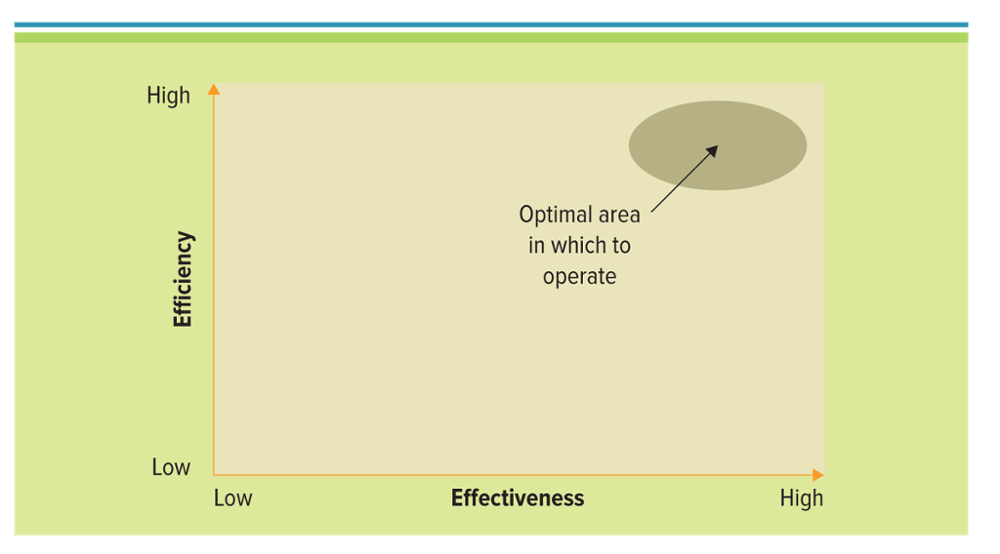 High
Efficiency
Optimal area
in which to
operate
Low
Low
Effectiveness
High